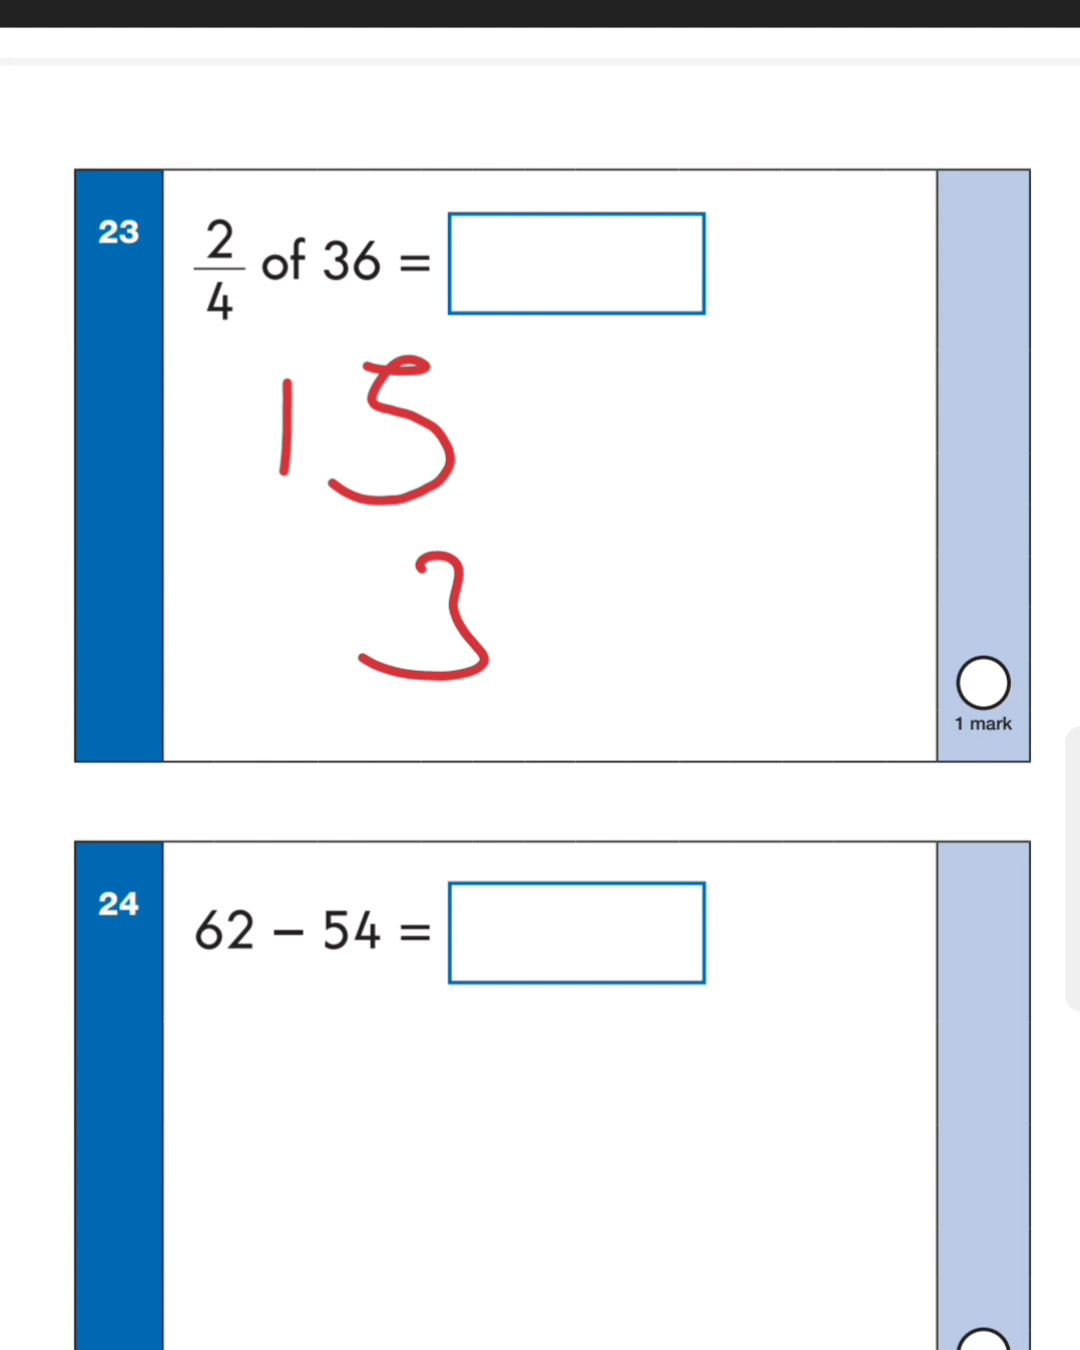 23
2/4 of 36 =
15
3
1 mark
24
62 – 54 =